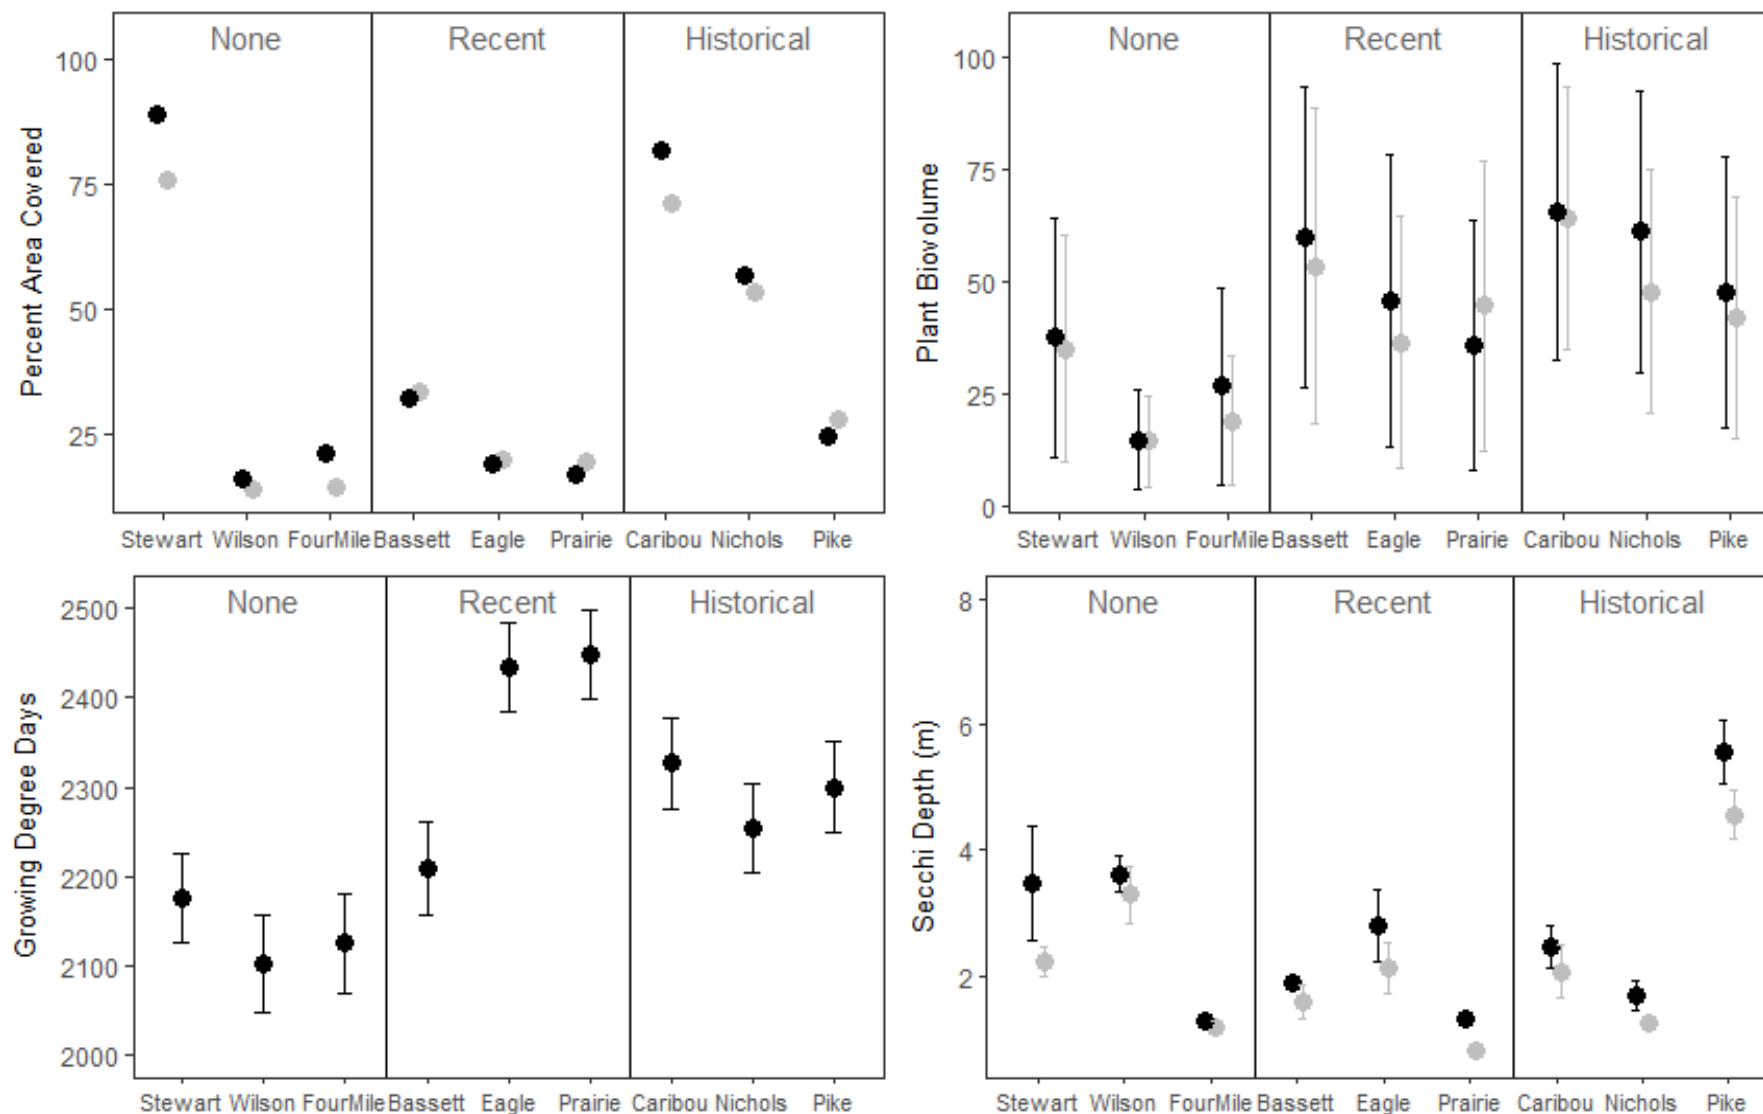 None Recent Historical
Percent Area Covered
100
75
50
25
Stewart Wilson FourMile Bassett Eagle Prairie Caribou Nichols Pike
None Recent Historical
Plant Biovolume
100
75
50
25
0
Stewart Wilson FourMile Bassett Eagle Prairie Caribou Nichols Pike
None Recent Historical
Growing Degree Days
2500
2400
2300
2200
2100
2000
Stewart Wilson FourMile Bassett Eagle Prairie Caribou Nichols Pike
None Recent Historical
Secchi Depth (m)
8
6
4
2
Stewart Wilson FourMile Bassett Eagle Prairie Caribou Nichols Pike